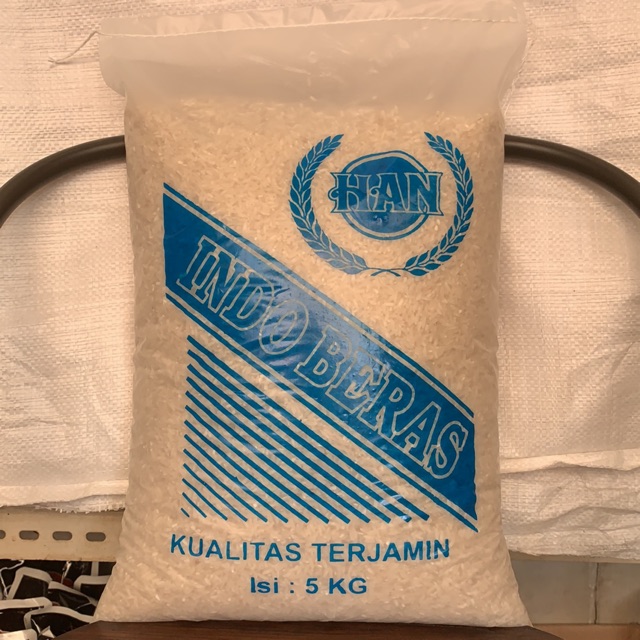 HAN
INDO BERAS
KUALITAS TERJAMIN
Isi : 5 KG